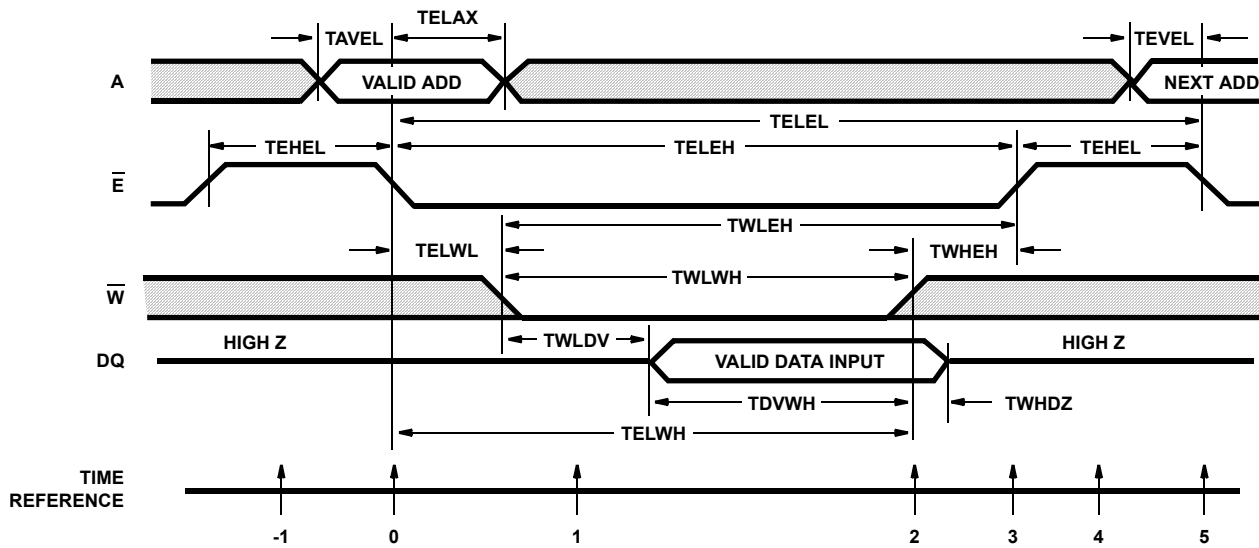 TELAX
TAVEL
TEVEL
A
VALID ADD
NEXT ADD
TELEL
TEHEL
TELEH
TEHEL
E
TWLEH
TELWL
TWHEH
TWLWH
W
TWLDV
HIGH Z
HIGH Z
DQ
VALID DATA INPUT
TDVWH
TWHDZ
TELWH
TIME
REFERENCE
-1 0 1 2 3 4 5